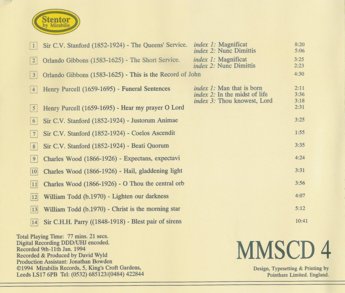 Stentor
by Mirabilis
1 Sir C.V. Stanford (1852-1924) - The Queens' Service. index 1: Magnificat 8:20
index 2: Nunc Dimittis 5:06
2 Orlando Gibbons (1583-1625) - The Short Service. index 1: Magnificat 3:25
index 2: Nunc Dimittis 2:23
3 Orlando Gibbons (1583-1625) - This is the Record of John 4:30
4 Henry Purcell (1659-1695) - Funeral Sentences index 1: Man that is born 2:11
index 2: In the midst of life 3:36
index 3: Thou knowest, Lord 3:18
5 Henry Purcell (1659-1695) - Hear my prayer O Lord 2:31
6 Sir C.V. Stanford (1852-1924) - Justorum Animae 3:25
7 Sir C.V. Stanford (1852-1924) - Coelos Ascendit 1:55
8 Sir C.V. Stanford (1852-1924) - Beati Quorum 3:35
9 Charles Wood (1866-1926) - Expectans, expectavi 4:24
10 Charles Wood (1866-1926) - Hail, gladdening light 3:31
11 Charles Wood (1866-1926) - O Thou the central orb 3:56
12 William Todd (b.1970) - Lighten our darkness 4:07
13 William Todd (b.1970) - Christ is the morning star 5:12
14 Sir C.H.H. Parry ((1848-1918) - Blest pair of sirens 10:41
Total Playing Time: 77 mins. 21 secs.
Digital Recording DDD/UHJ encoded.
Recorded 9th-11th Jan. 1994
Recorded & Produced by David Wyld
Production Assistant: Jonathan Bowden
©1994 Mirabilis Records, 5, King's Croft Gardens,
Leeds LS17 6PB Tel: (0532) 685123/(0484) 422844
MMSCD 4
Design, Typesetting & Printing by
Pointkant Limited. England.